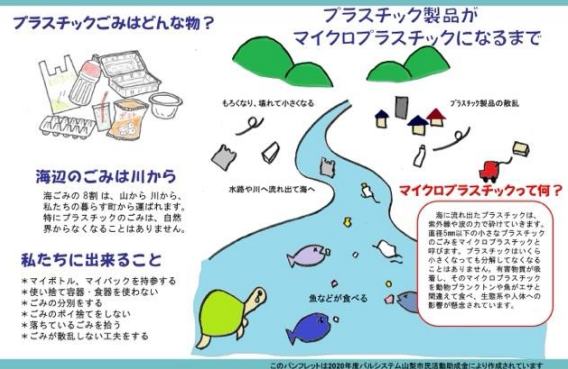 プラスチックごみはどんな物？
海辺のごみは川から
海ごみの8割は、山から 川から、
私たちの暮らす町から運ばれます。
特にプラスチックのごみは、自然
界からなくなることはありません。
私たちに出来ること
＊マイボトル、マイバックを持参する
＊使い捨て容器・食器を使わない
＊ごみの分別をする
＊ごみのポイ捨てをしない
＊落ちているごみを拾う
＊ごみが散乱しない工夫をする
プラスチック製品が
マイクロプラスチックになるまで
もろくなり、壊れて小さくなる
プラスチック製品の散乱
水路や川へ流れ出て海へ
魚などが食べる
マイクロプラスチックって何？
海に流れ出たプラスチックは、
紫外線や波の力で砕けていきます。
直径5mm以下の小さなプラスチック
のごみをマイクロプラスチックと
呼びます。プラスチックはいくら
小さくなっても分解してなくなる
ことはありません。有害物質が吸
着し、そのマイクロプラスチック
を動物プランクトンや魚がエサと
間違えて食べ、生態系や人体への
影響が懸念されています。
このパンフレットは2020年度パルシステム山梨市民活動助成金により作成されています